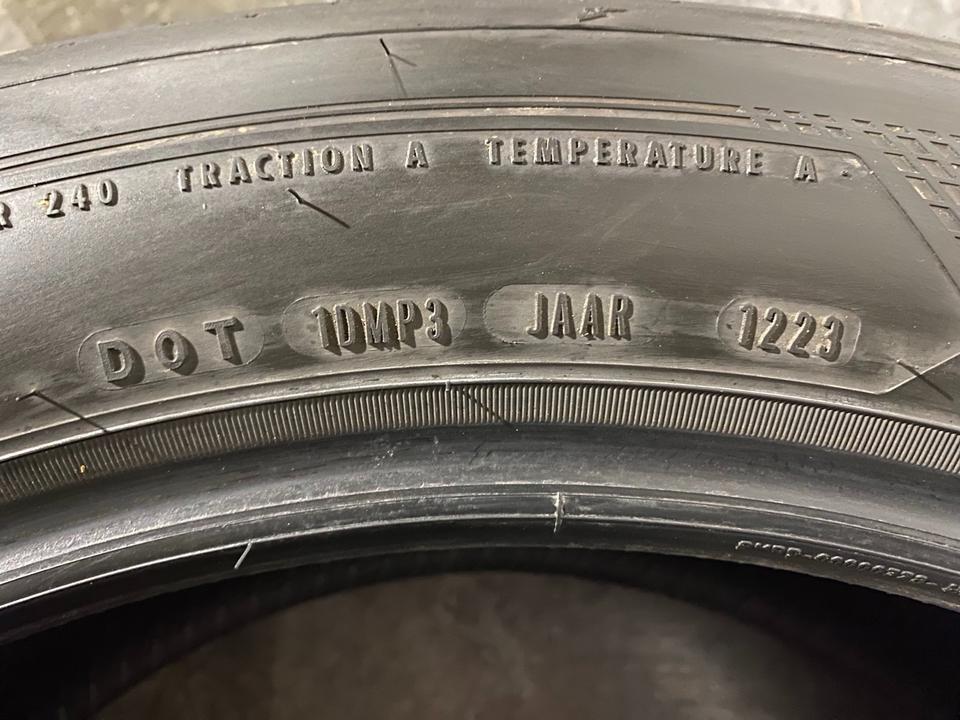 240 TRACTION A TEMPERATURE A
DOT 1DMP3 JAAR 1223